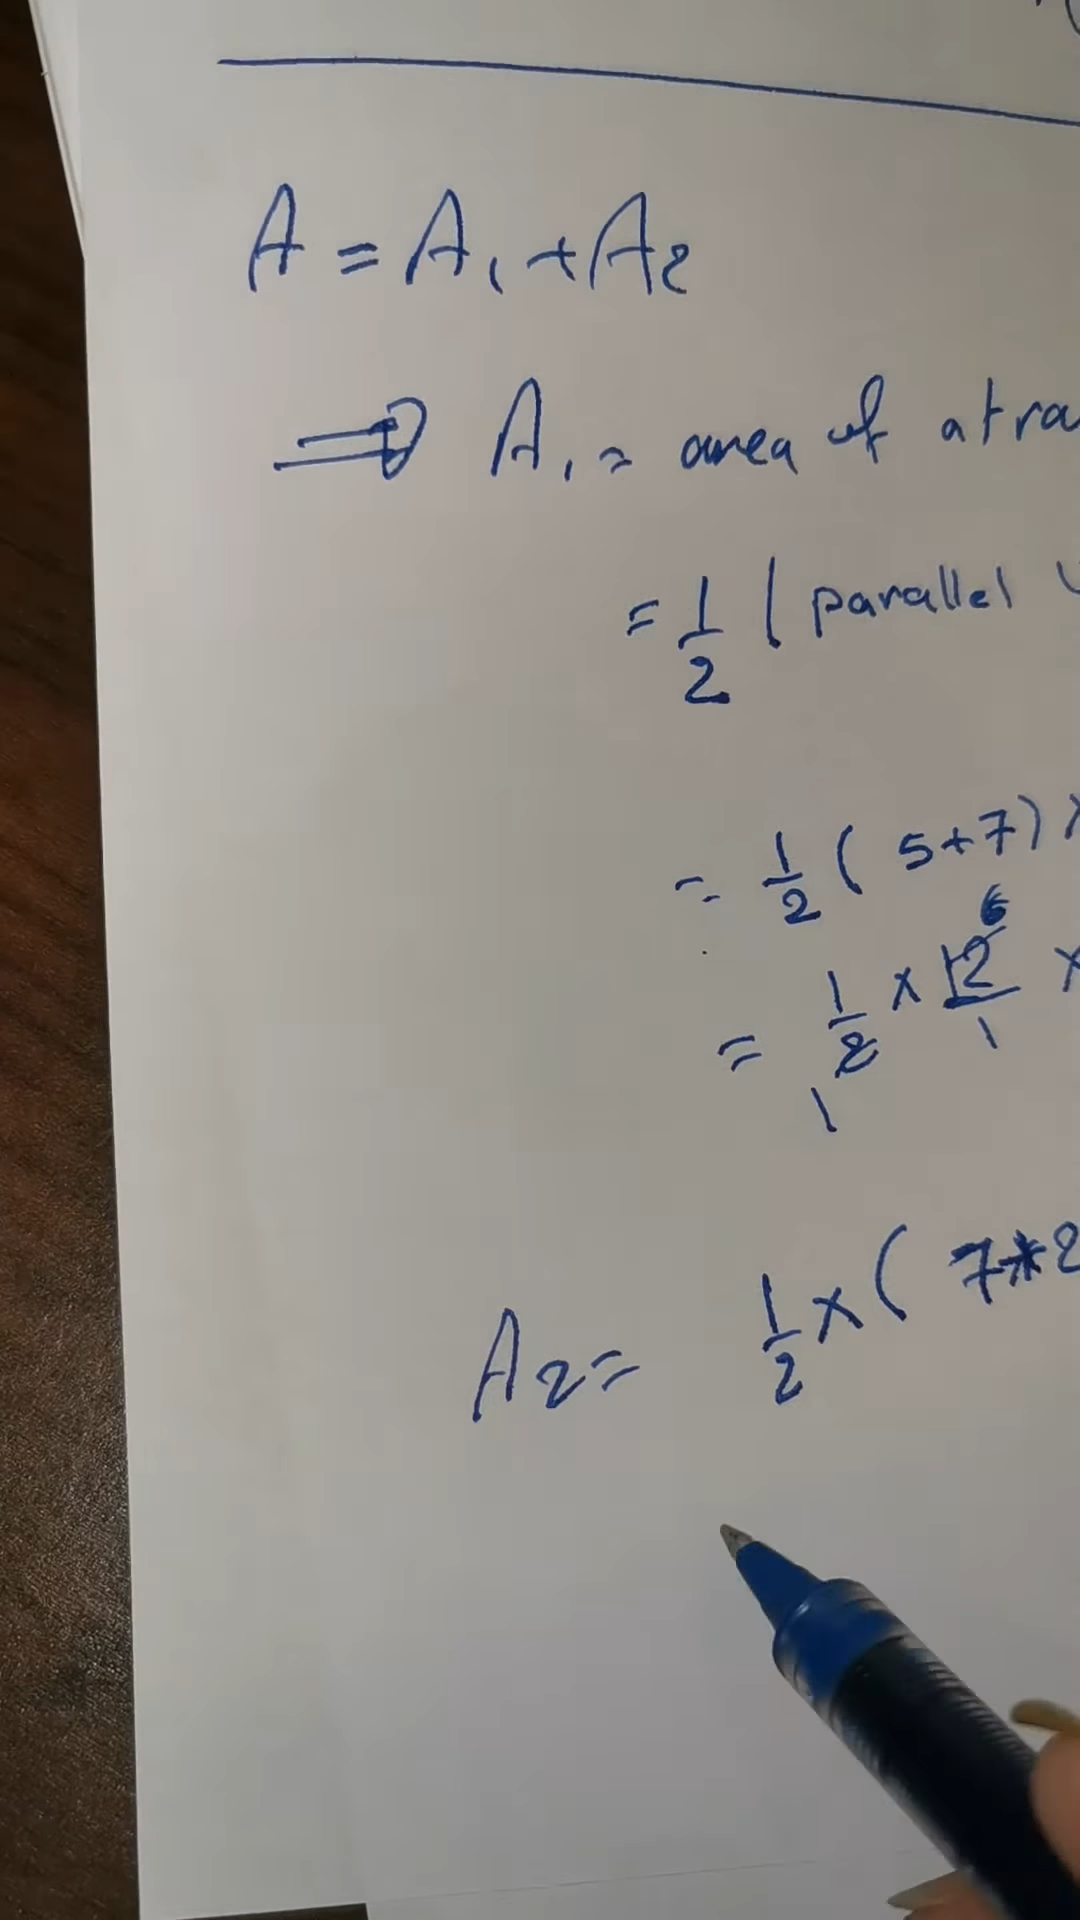 A = A₁ + A₂
⇒ A₁ = area of a tra
= 1/2 ( parallel
= 1/2 ( 5+7) ×
6
= 1/2 × 12/1 ×
1
A₂ = 1/2 × ( 7*2